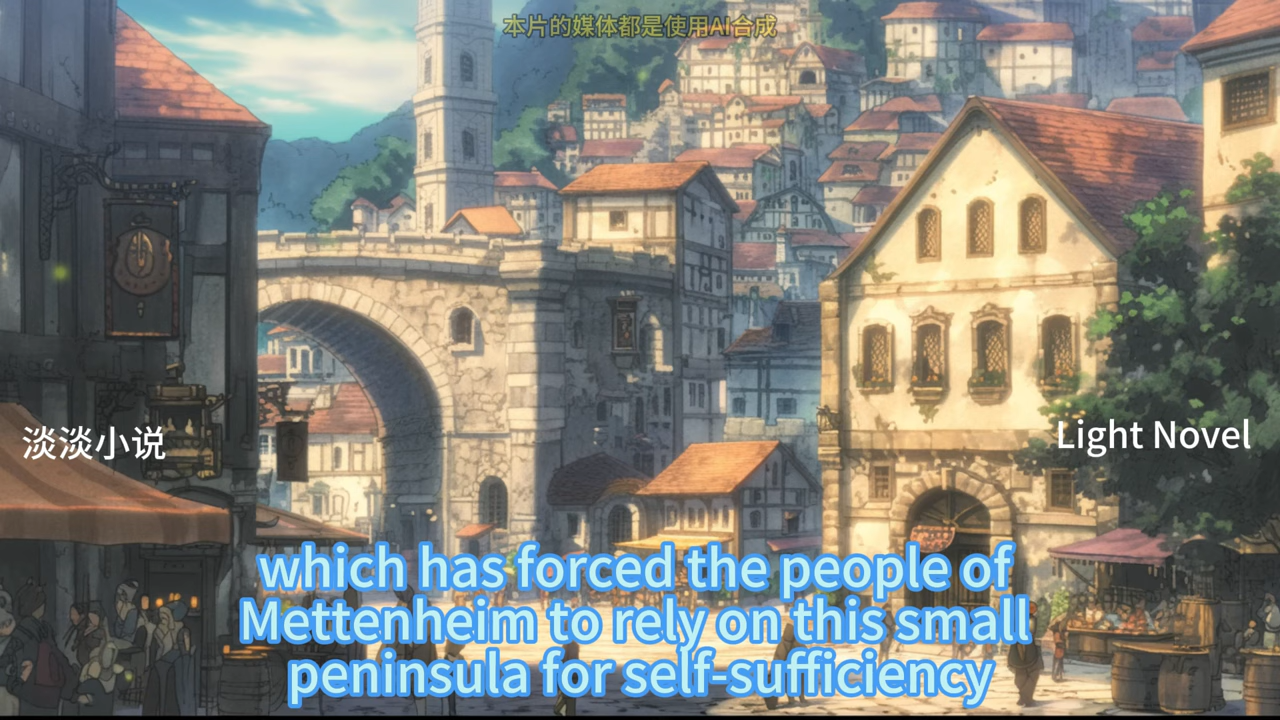 本片的媒体都是使用AI合成
淡淡小说
Light Novel
which has forced the people of
Mettenheim to rely on this small
peninsula for self-sufficiency